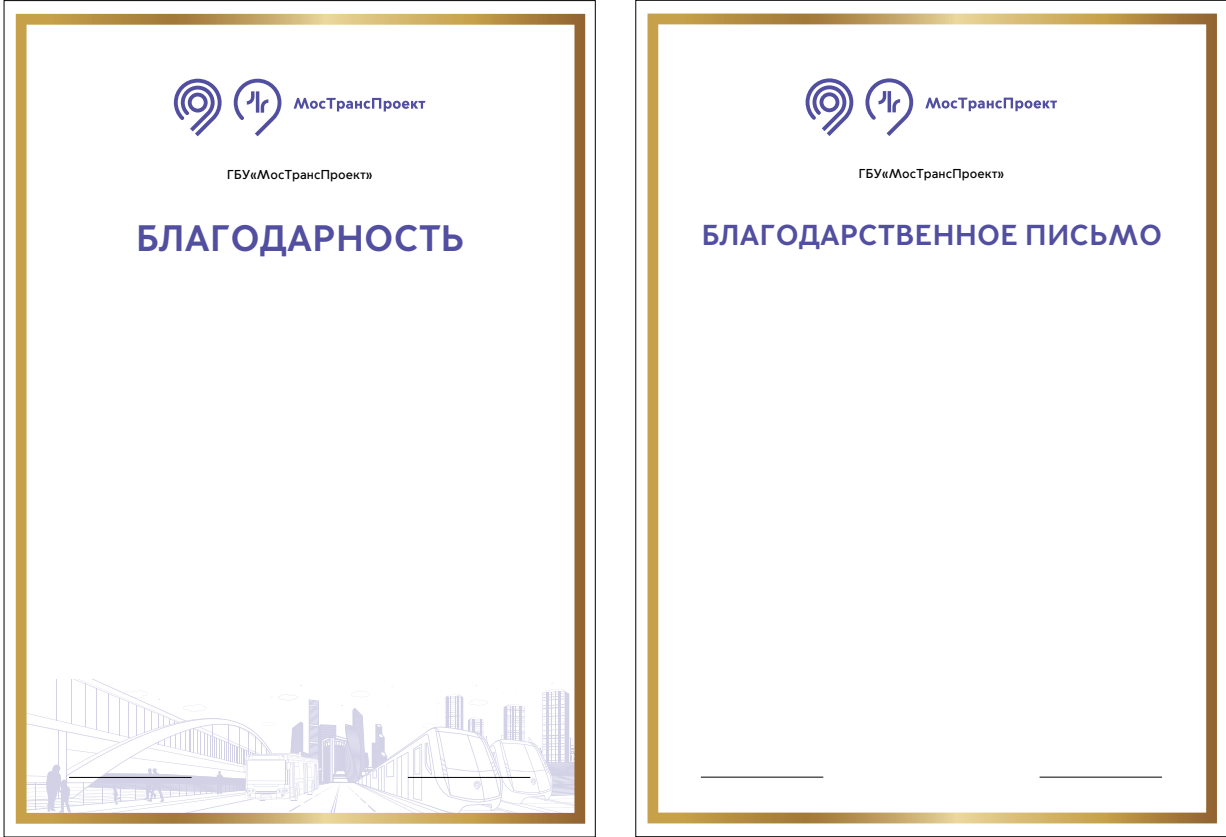 МосТрансПроект
ГБУ«МосТрансПроект»
БЛАГОДАРНОСТЬ
МосТрансПроект
ГБУ«МосТрансПроект»
БЛАГОДАРСТВЕННОЕ ПИСЬМО